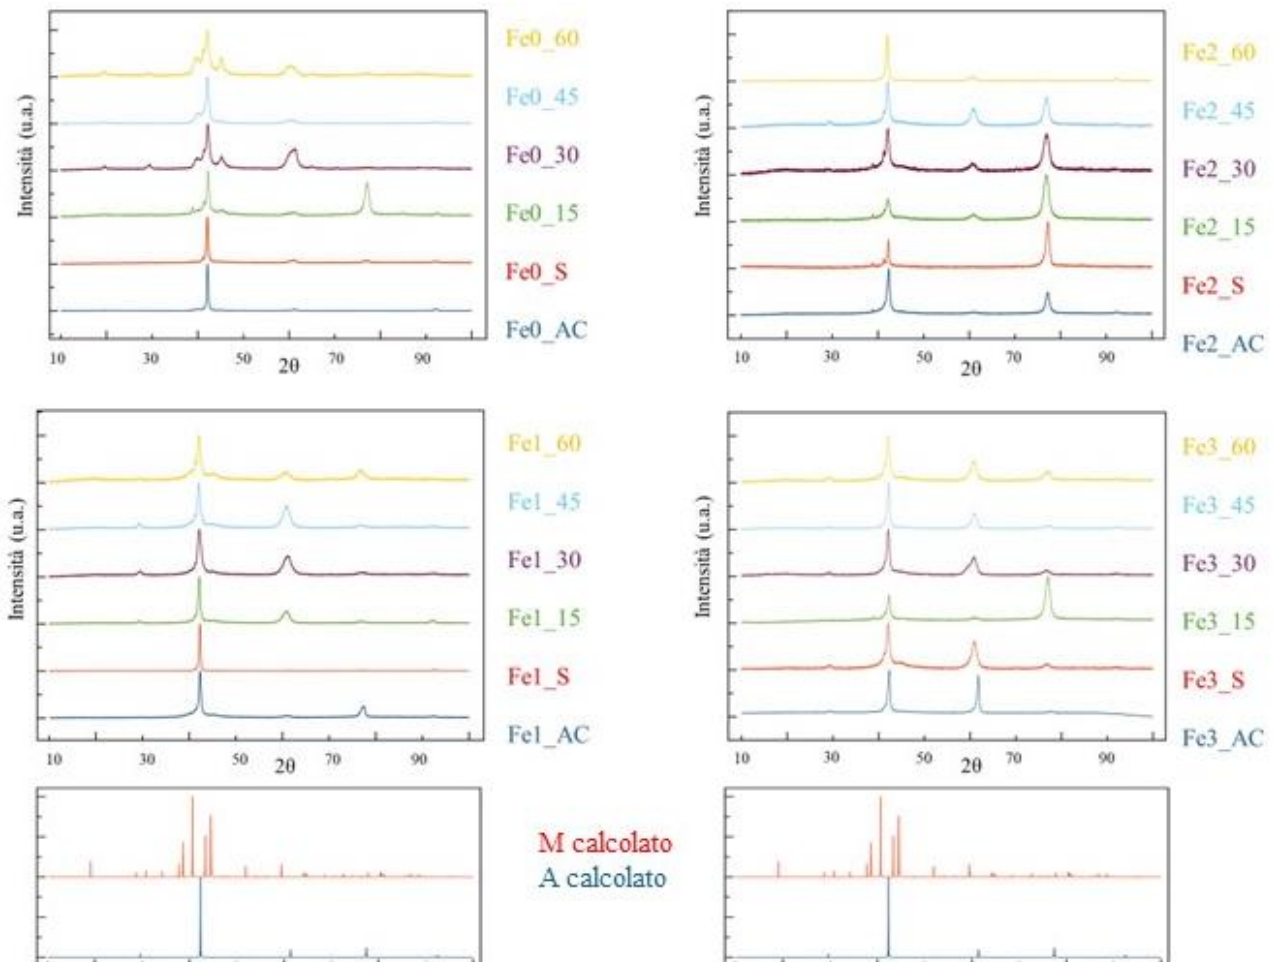 Intensità (u.a.)
Fe0_60
Fe0_45
Fe0_30
Fe0_15
Fe0_S
Fe0_AC
10 30 50 70 90
2θ
Intensità (u.a.)
Fe2_60
Fe2_45
Fe2_30
Fe2_15
Fe2_S
Fe2_AC
10 30 50 70 90
2θ
Intensità (u.a.)
Fe1_60
Fe1_45
Fe1_30
Fe1_15
Fe1_S
Fe1_AC
10 30 50 70 90
2θ
Intensità (u.a.)
Fe3_60
Fe3_45
Fe3_30
Fe3_15
Fe3_S
Fe3_AC
10 30 50 70 90
2θ
M calcolato
A calcolato